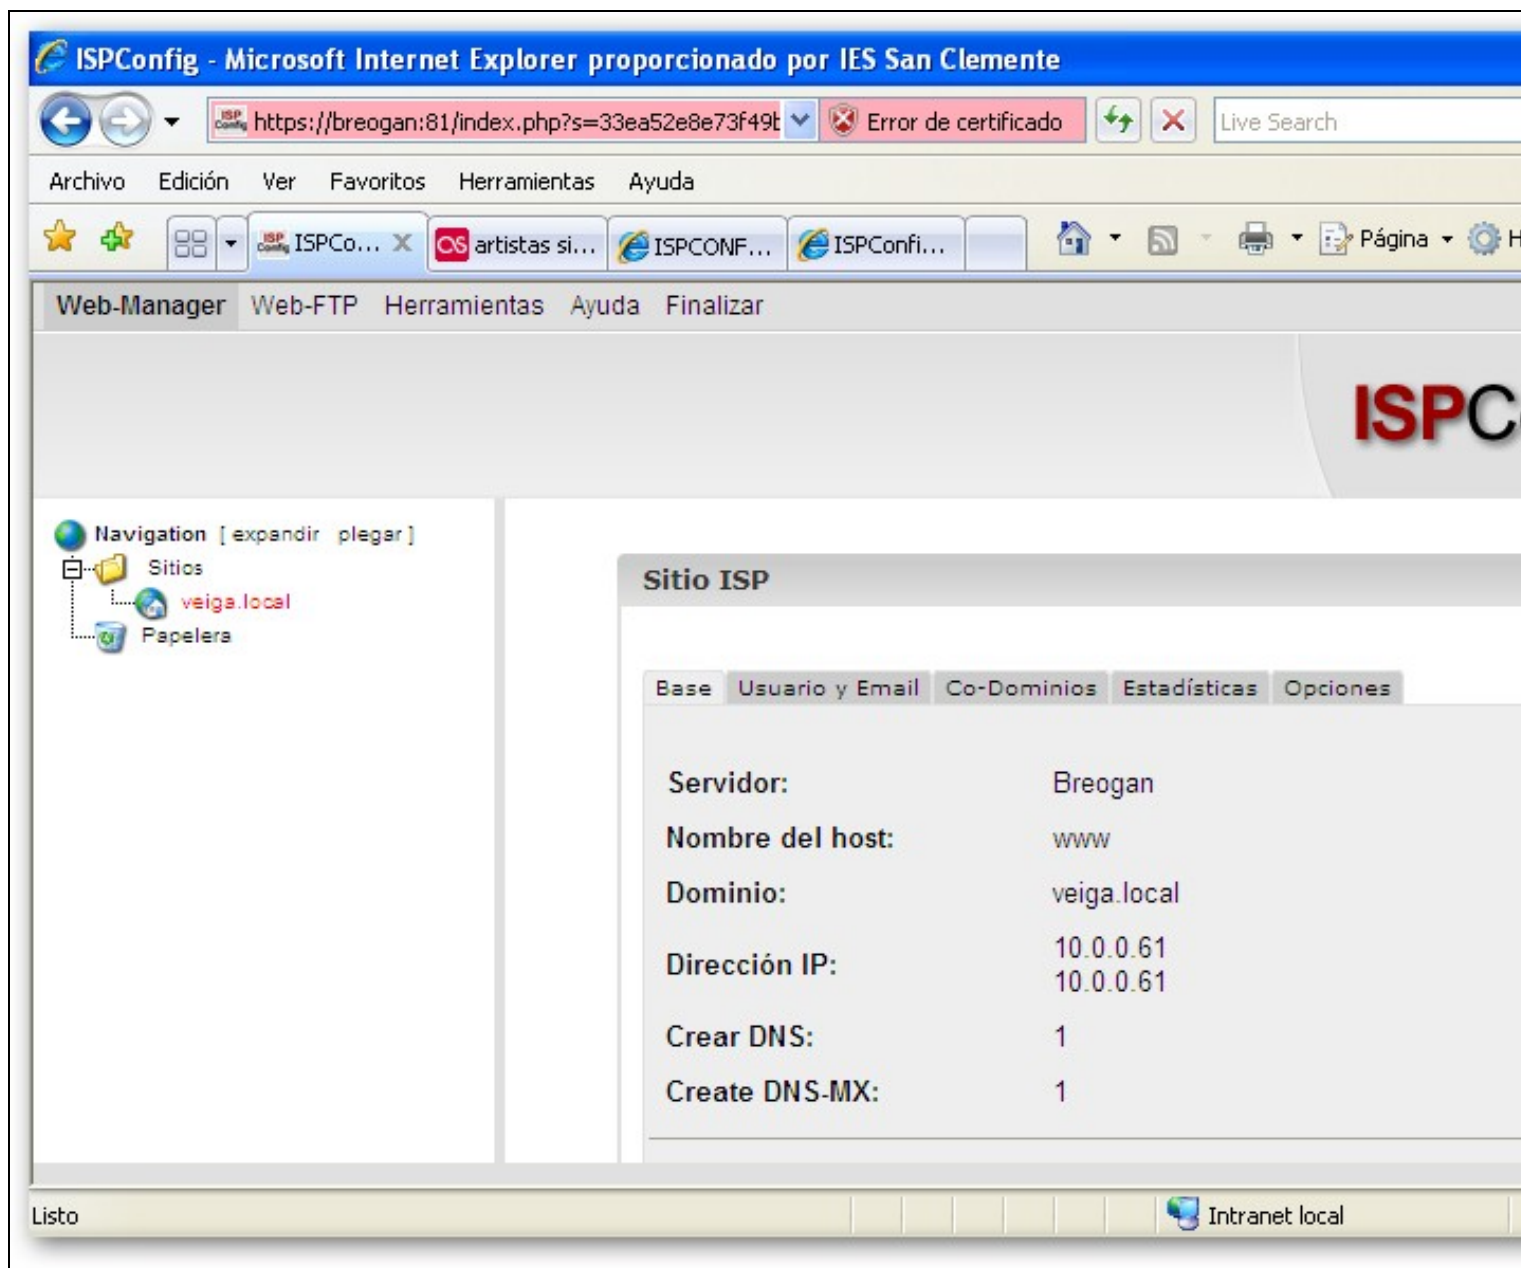 ISPConfig - Microsoft Internet Explorer proporcionado por IES San Clemente
https://breogan:81/index.php?s=33ea52e8e73f49b Error de certificado Live Search
Archivo Edición Ver Favoritos Herramientas Ayuda
ISPCo... artistas si... ISPCONF... ISPConfi... Página H
Web-Manager Web-FTP Herramientas Ayuda Finalizar
ISPCo
Navigation [ expandir plegar ]
Sitios
veiga.local
Papelera
Sitio ISP
Base Usuario y Email Co-Dominios Estadísticas Opciones
Servidor: Breogan
Nombre del host: www
Dominio: veiga.local
Dirección IP: 10.0.0.61
10.0.0.61
Crear DNS: 1
Create DNS-MX: 1
Listo Intranet local